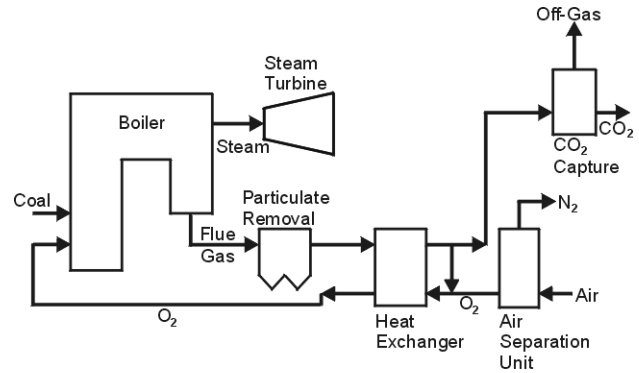 Off-Gas
Steam
Turbine
Boiler
Steam
CO₂
CO₂
Capture
Coal
Particulate
Removal
N₂
Flue
Gas
O₂
Air
O₂
Heat
Exchanger
Air
Separation
Unit